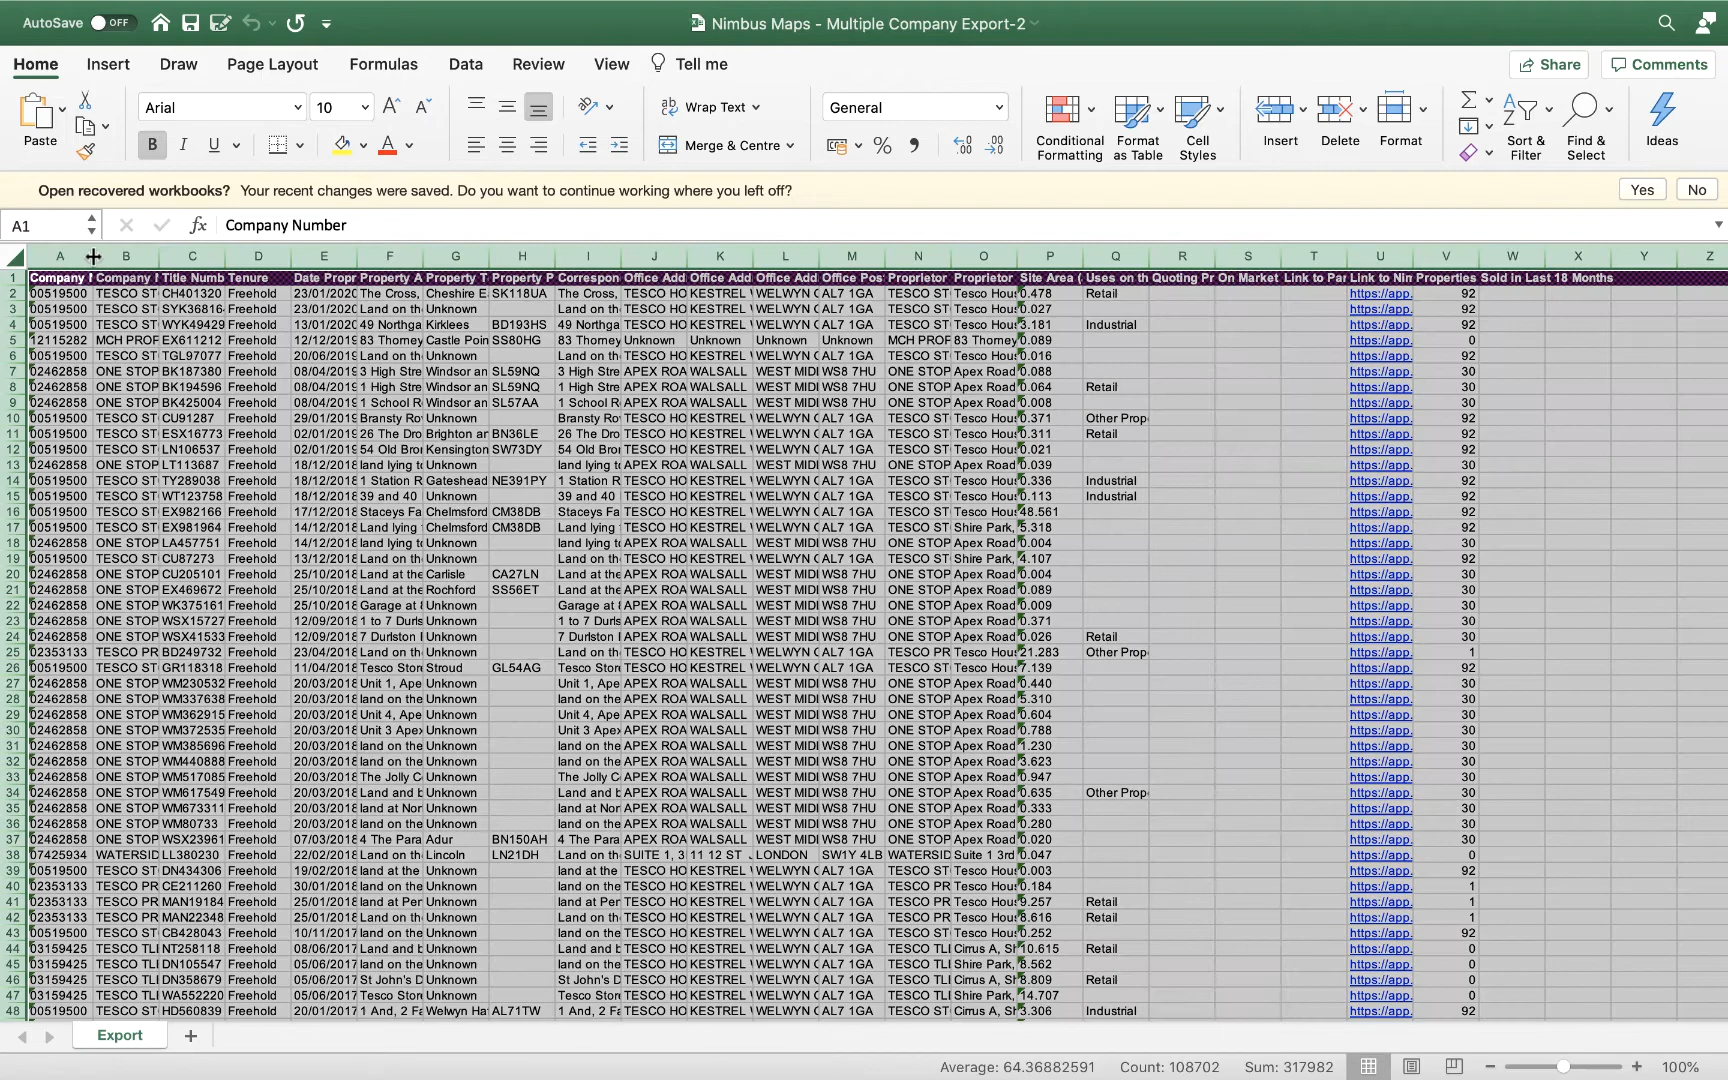 AutoSave OFF Nimbus Maps - Multiple Company Export-2
Home Insert Draw Page Layout Formulas Data Review View Tell me Share Comments
Paste Arial 10 Wrap Text General Conditional Formatting Format as Table Cell Styles Insert Delete Format Sort & Filter Find & Select Ideas
B I U Merge & Centre
Open recovered workbooks? Your recent changes were saved. Do you want to continue working where you left off? Yes No
A1 fx Company Number
A B C D E F G H I J K L M N O P Q R S T U V W X Y Z
1 Company Company Title Numb Tenure Date Propr Property A Property T Property P Correspon Office Add Office Add Office Add Office Pos Proprietor Proprietor Site Area ( Uses on th Quoting Pr On Market Link to Par Link to Nim Properties Sold in Last 18 Months
2 00519500 TESCO ST CH401320 Freehold 23/01/2020 The Cross, Cheshire E SK118UA The Cross, TESCO HO KESTREL WELWYN AL7 1GA TESCO ST Tesco Hou 0.478 Retail https://app. 92
3 00519500 TESCO ST SYK368164 Freehold 23/01/2020 Land on th Unknown Land on th TESCO HO KESTREL WELWYN AL7 1GA TESCO ST Tesco Hou 0.027 https://app. 92
4 00519500 TESCO ST WYK49429 Freehold 13/01/2020 49 Northga Kirklees BD193HS 49 Northga TESCO HO KESTREL WELWYN AL7 1GA TESCO ST Tesco Hou 3.181 Industrial https://app. 92
5 12115282 MCH PROF EX611212 Freehold 12/12/2019 83 Thorney Castle Poin SS80HG 83 Thorney Unknown Unknown Unknown Unknown MCH PROF 83 Thorney 0.089 https://app. 0
6 00519500 TESCO ST TGL97077 Freehold 20/06/2019 Land on th Unknown Land on th TESCO HO KESTREL WELWYN AL7 1GA TESCO ST Tesco Hou 0.016 https://app. 92
7 02462858 ONE STOP BK187380 Freehold 08/04/2019 3 High Stre Windsor an SL59NQ 3 High Stre APEX ROA WALSALL WEST MIDI WS8 7HU ONE STOP Apex Road 0.088 https://app. 30
8 02462858 ONE STOP BK194596 Freehold 08/04/2019 1 High Stre Windsor an SL59NQ 1 High Stre APEX ROA WALSALL WEST MIDI WS8 7HU ONE STOP Apex Road 0.064 Retail https://app. 30
9 02462858 ONE STOP BK425004 Freehold 08/04/2019 1 School R Windsor an SL57AA 1 School R APEX ROA WALSALL WEST MIDI WS8 7HU ONE STOP Apex Road 0.008 https://app. 30
10 00519500 TESCO ST CU91287 Freehold 29/01/2019 Bransty Ro Unknown Bransty Ro TESCO HO KESTREL WELWYN AL7 1GA TESCO ST Tesco Hou 0.371 Other Prop https://app. 92
11 00519500 TESCO ST ESX16773 Freehold 02/01/2019 26 The Dro Brighton an BN36LE 26 The Dro TESCO HO KESTREL WELWYN AL7 1GA TESCO ST Tesco Hou 0.311 Retail https://app. 92
12 00519500 TESCO ST LN106537 Freehold 02/01/2019 54 Old Bro Kensington SW73DY 54 Old Bro TESCO HO KESTREL WELWYN AL7 1GA TESCO ST Tesco Hou 0.021 https://app. 92
13 02462858 ONE STOP LT113687 Freehold 18/12/2018 land lying to Unknown land lying to APEX ROA WALSALL WEST MIDI WS8 7HU ONE STOP Apex Road 0.039 https://app. 30
14 00519500 TESCO ST TY289038 Freehold 18/12/2018 1 Station R Gateshead NE391PY 1 Station R TESCO HO KESTREL WELWYN AL7 1GA TESCO ST Tesco Hou 0.336 Industrial https://app. 92
15 00519500 TESCO ST WT123758 Freehold 18/12/2018 39 and 40 Unknown 39 and 40 TESCO HO KESTREL WELWYN AL7 1GA TESCO ST Tesco Hou 0.113 Industrial https://app. 92
16 00519500 TESCO ST EX982166 Freehold 17/12/2018 Staceys Fa Chelmsford CM38DB Staceys Fa TESCO HO KESTREL WELWYN AL7 1GA TESCO ST Tesco Hou 48.561 https://app. 92
17 00519500 TESCO ST EX981964 Freehold 14/12/2018 Land lying Chelmsford CM38DB Land lying TESCO HO KESTREL WELWYN AL7 1GA TESCO ST Shire Park, 5.318 https://app. 92
18 02462858 ONE STOP LA457751 Freehold 14/12/2018 land lying to Unknown land lying to APEX ROA WALSALL WEST MIDI WS8 7HU ONE STOP Apex Road 0.004 https://app. 30
19 00519500 TESCO ST CU87273 Freehold 13/12/2018 Land on th Unknown Land on th TESCO HO KESTREL WELWYN AL7 1GA TESCO ST Shire Park, 4.107 https://app. 92
20 02462858 ONE STOP CU205101 Freehold 25/10/2018 Land at the Carlisle CA27LN Land at the APEX ROA WALSALL WEST MIDI WS8 7HU ONE STOP Apex Road 0.004 https://app. 30
21 02462858 ONE STOP EX469672 Freehold 25/10/2018 Land at the Rochford SS56ET Land at the APEX ROA WALSALL WEST MIDI WS8 7HU ONE STOP Apex Road 0.089 https://app. 30
22 02462858 ONE STOP WK375161 Freehold 25/10/2018 Garage at Unknown Garage at APEX ROA WALSALL WEST MIDI WS8 7HU ONE STOP Apex Road 0.009 https://app. 30
23 02462858 ONE STOP WSX15727 Freehold 12/09/2018 1 to 7 Durls Unknown 1 to 7 Durls APEX ROA WALSALL WEST MIDI WS8 7HU ONE STOP Apex Road 0.371 https://app. 30
24 02462858 ONE STOP WSX41533 Freehold 12/09/2018 7 Durlston Unknown 7 Durlston APEX ROA WALSALL WEST MIDI WS8 7HU ONE STOP Apex Road 0.026 Retail https://app. 30
25 02353133 TESCO PR BD249732 Freehold 23/04/2018 Land on th Unknown Land on th TESCO HO KESTREL WELWYN AL7 1GA TESCO PR Tesco Hou 21.283 Other Prop https://app. 1
26 00519500 TESCO ST GR118318 Freehold 11/04/2018 Tesco Store Stroud GL54AG Tesco Store TESCO HO KESTREL WELWYN AL7 1GA TESCO ST Tesco Hou 7.139 https://app. 92
27 02462858 ONE STOP WM230532 Freehold 20/03/2018 Unit 1, Ape Unknown Unit 1, Ape APEX ROA WALSALL WEST MIDI WS8 7HU ONE STOP Apex Road 0.440 https://app. 30
28 02462858 ONE STOP WM337638 Freehold 20/03/2018 land on the Unknown land on the APEX ROA WALSALL WEST MIDI WS8 7HU ONE STOP Apex Road 5.310 https://app. 30
29 02462858 ONE STOP WM362915 Freehold 20/03/2018 Unit 4, Ape Unknown Unit 4, Ape APEX ROA WALSALL WEST MIDI WS8 7HU ONE STOP Apex Road 0.604 https://app. 30
30 02462858 ONE STOP WM372535 Freehold 20/03/2018 Unit 3 Apex Unknown Unit 3 Apex APEX ROA WALSALL WEST MIDI WS8 7HU ONE STOP Apex Road 0.788 https://app. 30
31 02462858 ONE STOP WM385696 Freehold 20/03/2018 land on the Unknown land on the APEX ROA WALSALL WEST MIDI WS8 7HU ONE STOP Apex Road 1.230 https://app. 30
32 02462858 ONE STOP WM440888 Freehold 20/03/2018 land on the Unknown land on the APEX ROA WALSALL WEST MIDI WS8 7HU ONE STOP Apex Road 3.623 https://app. 30
33 02462858 ONE STOP WM517085 Freehold 20/03/2018 The Jolly C Unknown The Jolly C APEX ROA WALSALL WEST MIDI WS8 7HU ONE STOP Apex Road 0.947 https://app. 30
34 02462858 ONE STOP WM617549 Freehold 20/03/2018 Land and b Unknown Land and b APEX ROA WALSALL WEST MIDI WS8 7HU ONE STOP Apex Road 0.635 Other Prop https://app. 30
35 02462858 ONE STOP WM673311 Freehold 20/03/2018 land at Nor Unknown land at Nor APEX ROA WALSALL WEST MIDI WS8 7HU ONE STOP Apex Road 0.333 https://app. 30
36 02462858 ONE STOP WM80733 Freehold 20/03/2018 land on the Unknown land on the APEX ROA WALSALL WEST MIDI WS8 7HU ONE STOP Apex Road 0.280 https://app. 30
37 02462858 ONE STOP WSX23961 Freehold 07/03/2018 4 The Para Adur BN150AH 4 The Para APEX ROA WALSALL WEST MIDI WS8 7HU ONE STOP Apex Road 0.020 https://app. 30
38 07425934 WATERSID LL380230 Freehold 22/02/2018 Land on th Lincoln LN21DH Land on th SUITE 1, 3 11 12 ST LONDON SW1Y 4LB WATERSID Suite 1 3rd 0.047 https://app. 0
39 00519500 TESCO ST DN434306 Freehold 19/02/2018 land at the Unknown land at the TESCO HO KESTREL WELWYN AL7 1GA TESCO ST Tesco Hou 0.003 https://app. 92
40 02353133 TESCO PR CE211260 Freehold 30/01/2018 land on the Unknown land on the TESCO HO KESTREL WELWYN AL7 1GA TESCO PR Tesco Hou 0.184 https://app. 1
41 02353133 TESCO PR MAN19184 Freehold 25/01/2018 land at Per Unknown land at Per TESCO HO KESTREL WELWYN AL7 1GA TESCO PR Tesco Hou 9.257 Retail https://app. 1
42 02353133 TESCO PR MAN22348 Freehold 25/01/2018 Land on th Unknown Land on th TESCO HO KESTREL WELWYN AL7 1GA TESCO PR Tesco Hou 8.616 Retail https://app. 1
43 00519500 TESCO ST CB428043 Freehold 10/11/2017 land on the Unknown land on the TESCO HO KESTREL WELWYN AL7 1GA TESCO ST Tesco Hou 0.252 https://app. 92
44 03159425 TESCO TLI NT258118 Freehold 08/06/2017 Land and b Unknown Land and b TESCO HO KESTREL WELWYN AL7 1GA TESCO TLI Cirrus A, Sh 10.615 Retail https://app. 0
45 03159425 TESCO TLI DN105547 Freehold 05/06/2017 land on the Unknown land on the TESCO HO KESTREL WELWYN AL7 1GA TESCO TLI Shire Park, 8.562 https://app. 0
46 03159425 TESCO TLI DN358679 Freehold 05/06/2017 St John's D Unknown St John's D TESCO HO KESTREL WELWYN AL7 1GA TESCO TLI Cirrus A, Sh 8.809 Retail https://app. 0
47 03159425 TESCO TLI WA552220 Freehold 05/06/2017 Tesco Store Unknown Tesco Store TESCO HO KESTREL WELWYN AL7 1GA TESCO TLI Shire Park, 14.707 https://app. 0
48 00519500 TESCO ST HD560839 Freehold 20/01/2017 1 And, 2 Fa Welwyn Ha AL71TW 1 And, 2 Fa TESCO HO KESTREL WELWYN AL7 1GA TESCO ST Cirrus A, Sh 3.306 Industrial https://app. 92
Export
Average: 64.36882591 Count: 108702 Sum: 317982 100%